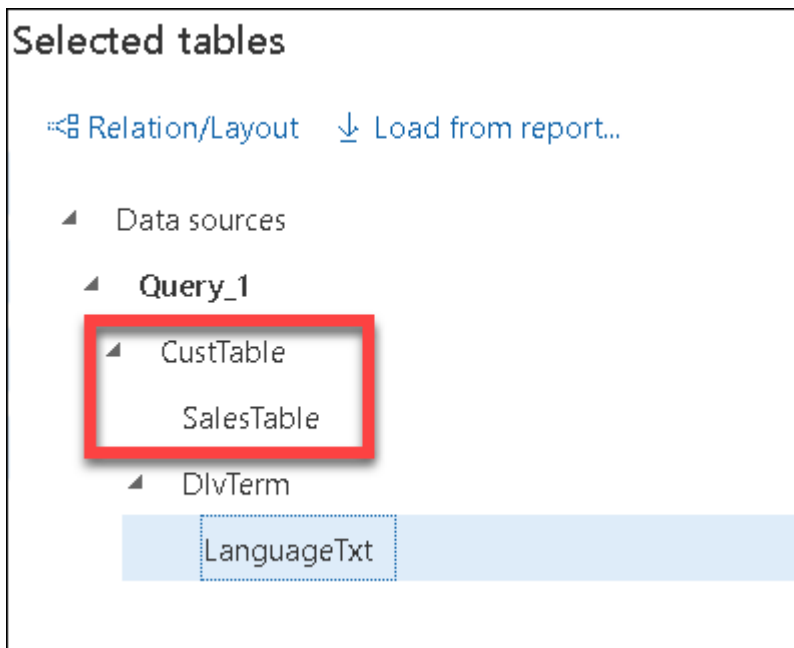 Selected tables
Relation/Layout Load from report...
Data sources
Query_1
CustTable
SalesTable
DlvTerm
LanguageTxt